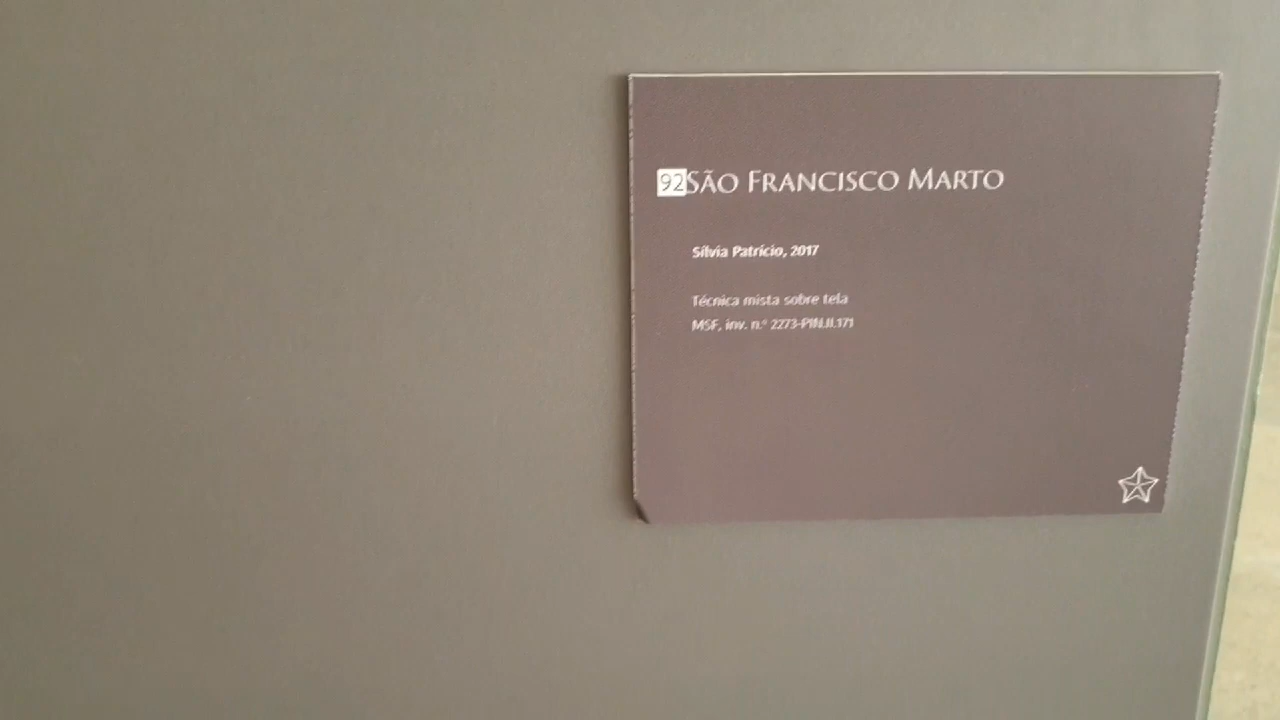 92 SÃO FRANCISCO MARTO
Sílvia Patrício, 2017
Técnica mista sobre tela
MSF, inv. n.º 2273-PIN.II.171